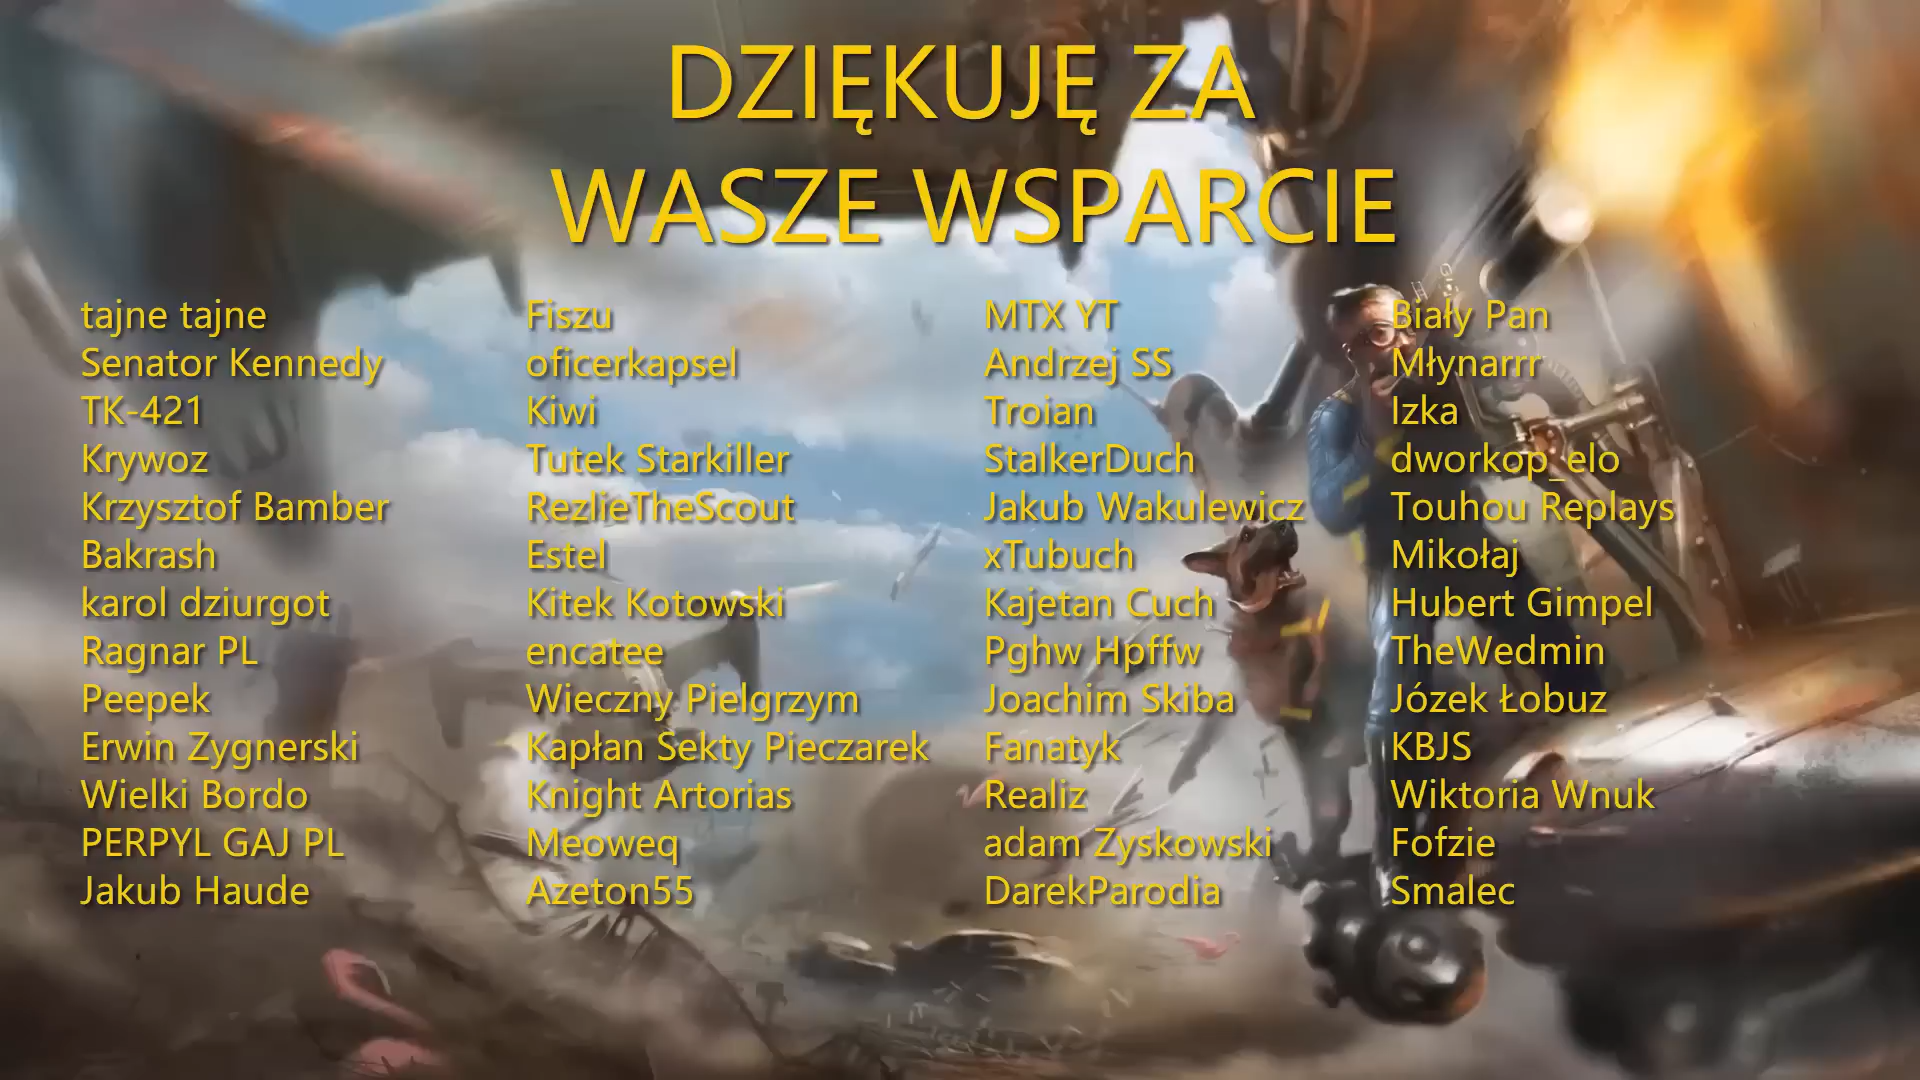 DZIĘKUJĘ ZA
WASZE WSPARCIE
tajne tajne
Senator Kennedy
TK-421
Krywoz
Krzysztof Bamber
Bakrash
karol dziurgot
Ragnar PL
Peepek
Erwin Zygnerski
Wielki Bordo
PERPYL GAJ PL
Jakub Haude
Fiszu
oficerkapsel
Kiwi
Tutek Starkiller
RezlieTheScout
Estel
Kitek Kotowski
encatee
Wieczny Pielgrzym
Kapłan Sekty Pieczarek
Knight Artorias
Meoweq
Azeton55
MTX YT
Andrzej SS
Troian
StalkerDuch
Jakub Wakulewicz
xTubuch
Kajetan Cuch
Pghw Hpffw
Joachim Skiba
Fanatyk
Realiz
adam Zyskowski
DarekParodia
Biały Pan
Młynarrr
Izka
dworkop_elo
Touhou Replays
Mikołaj
Hubert Gimpel
TheWedmin
Józek Łobuz
KBJS
Wiktoria Wnuk
Fofzie
Smalec